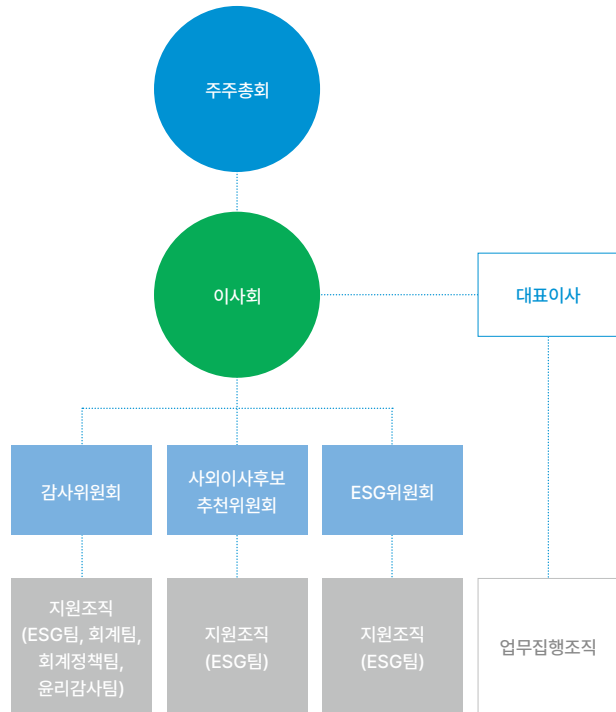 주주총회
이사회
대표이사
감사위원회
사외이사후보
추천위원회
ESG위원회
지원조직
(ESG팀, 회계팀,
회계정책팀,
윤리감사팀)
지원조직
(ESG팀)
지원조직
(ESG팀)
업무집행조직